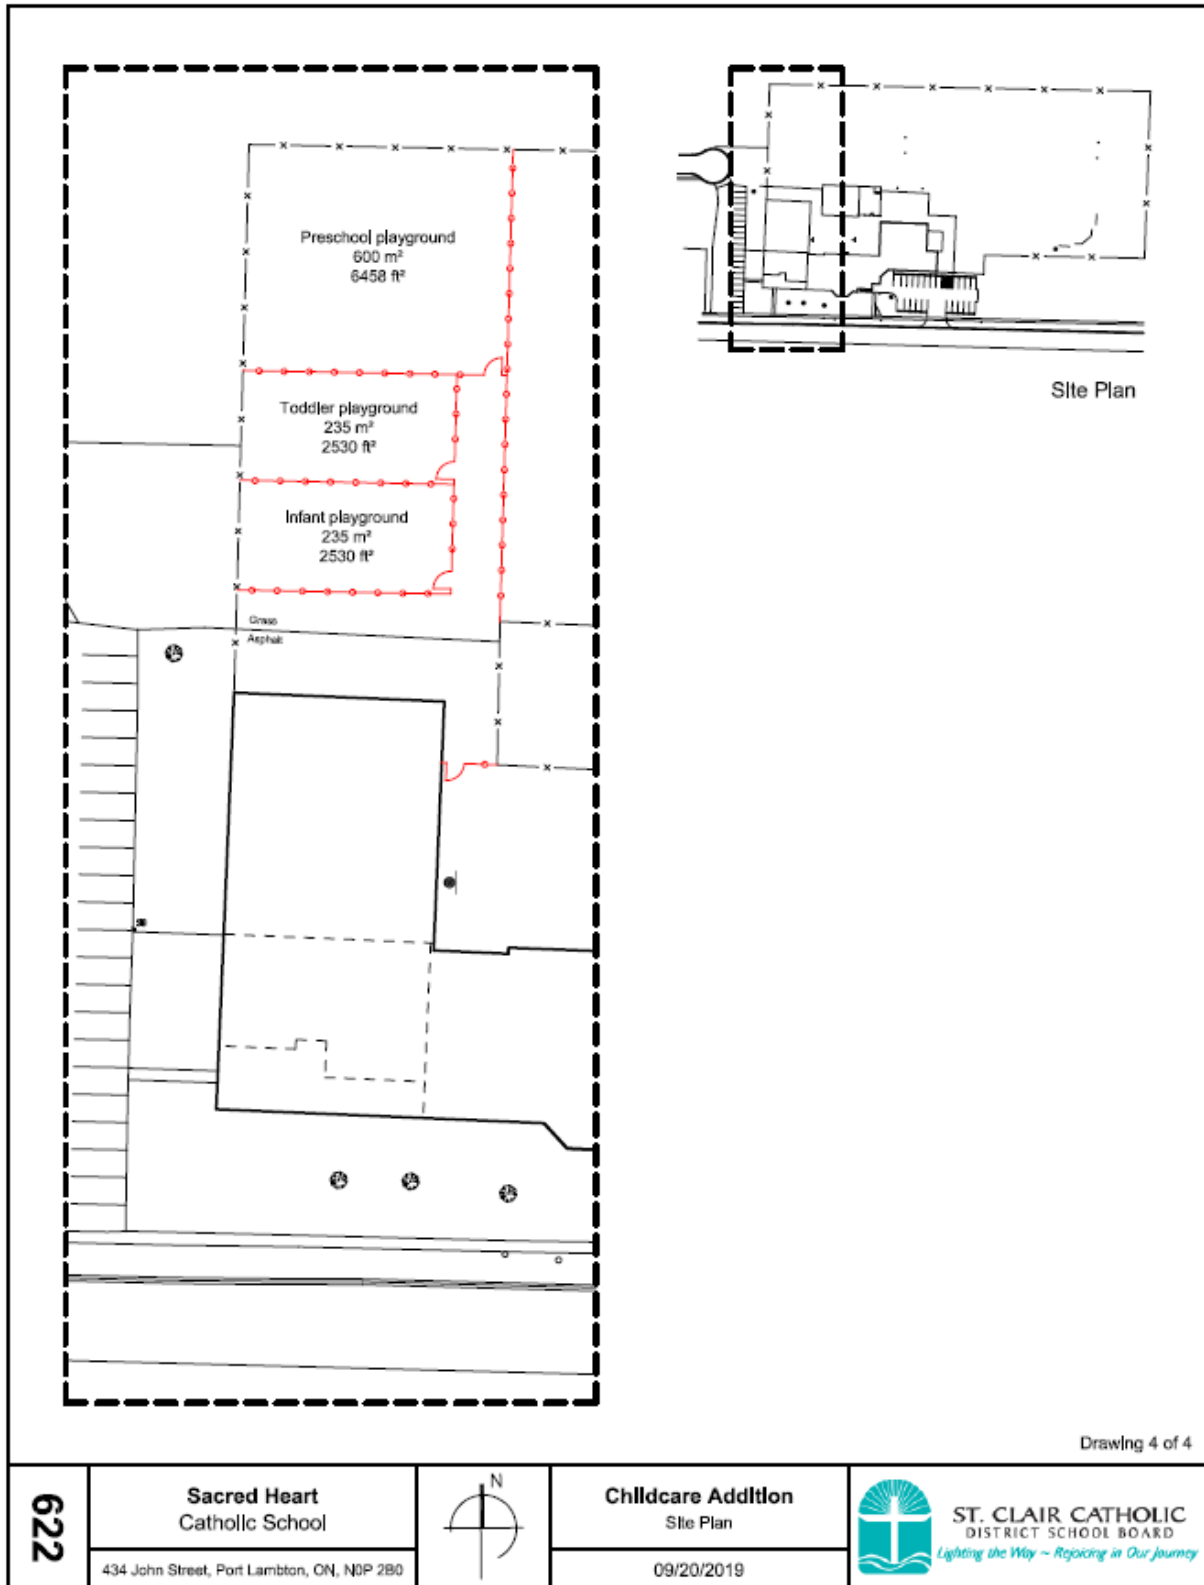 Preschool playground
600 m²
6458 ft²
Toddler playground
235 m²
2530 ft²
Infant playground
235 m²
2530 ft²
Grass
Asphalt
Site Plan
Drawing 4 of 4
622
Sacred Heart
Catholic School
434 John Street, Port Lambton, ON, N0P 2B0
N
Childcare Addition
Site Plan
09/20/2019
ST. CLAIR CATHOLIC
DISTRICT SCHOOL BOARD
Lighting the Way ~ Rejoicing in Our Journey